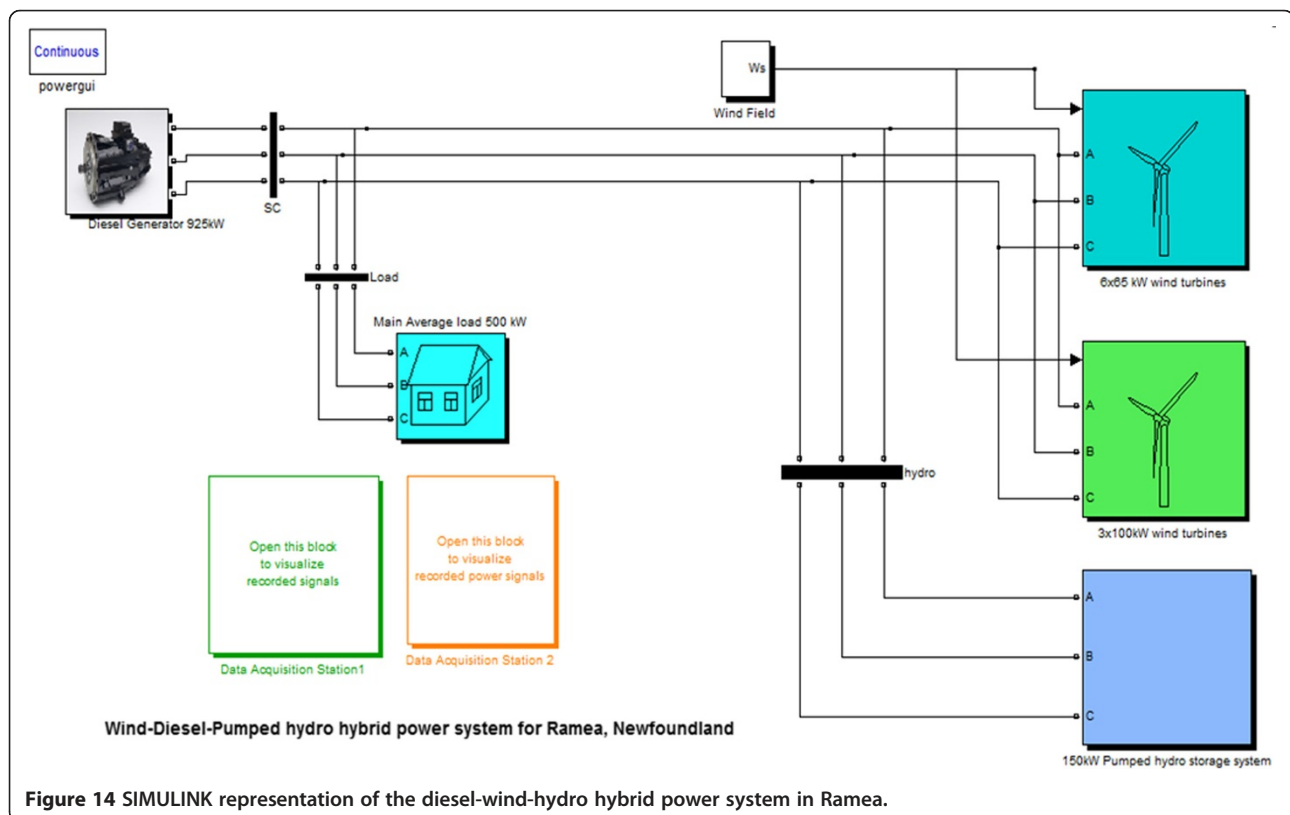 Continuous
powergui
Ws
Wind Field
Diesel Generator 925kW
SC
A
B
C
6x65 kW wind turbines
Load
Main Average load 500 kW
A
B
C
A
B
C
3x100kW wind turbines
hydro
Open this block
to visualize
recorded signals
Data Acquisition Station1
Open this block
to visualize
recorded power signals
Data Acquisition Station 2
A
B
C
150kW Pumped hydro storage system
Wind-Diesel-Pumped hydro hybrid power system for Ramea, Newfoundland
Figure 14 SIMULINK representation of the diesel-wind-hydro hybrid power system in Ramea.